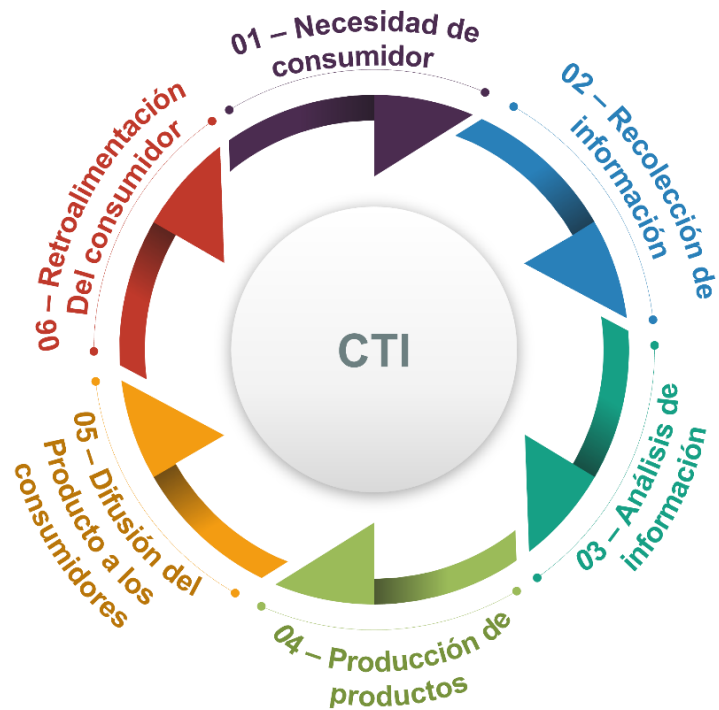 01 – Necesidad de
consumidor
02 – Recolección de
información
03 – Análisis de
información
04 – Producción de
productos
05 – Difusión del
Producto a los
consumidores
06 – Retroalimentación
Del consumidor
CTI